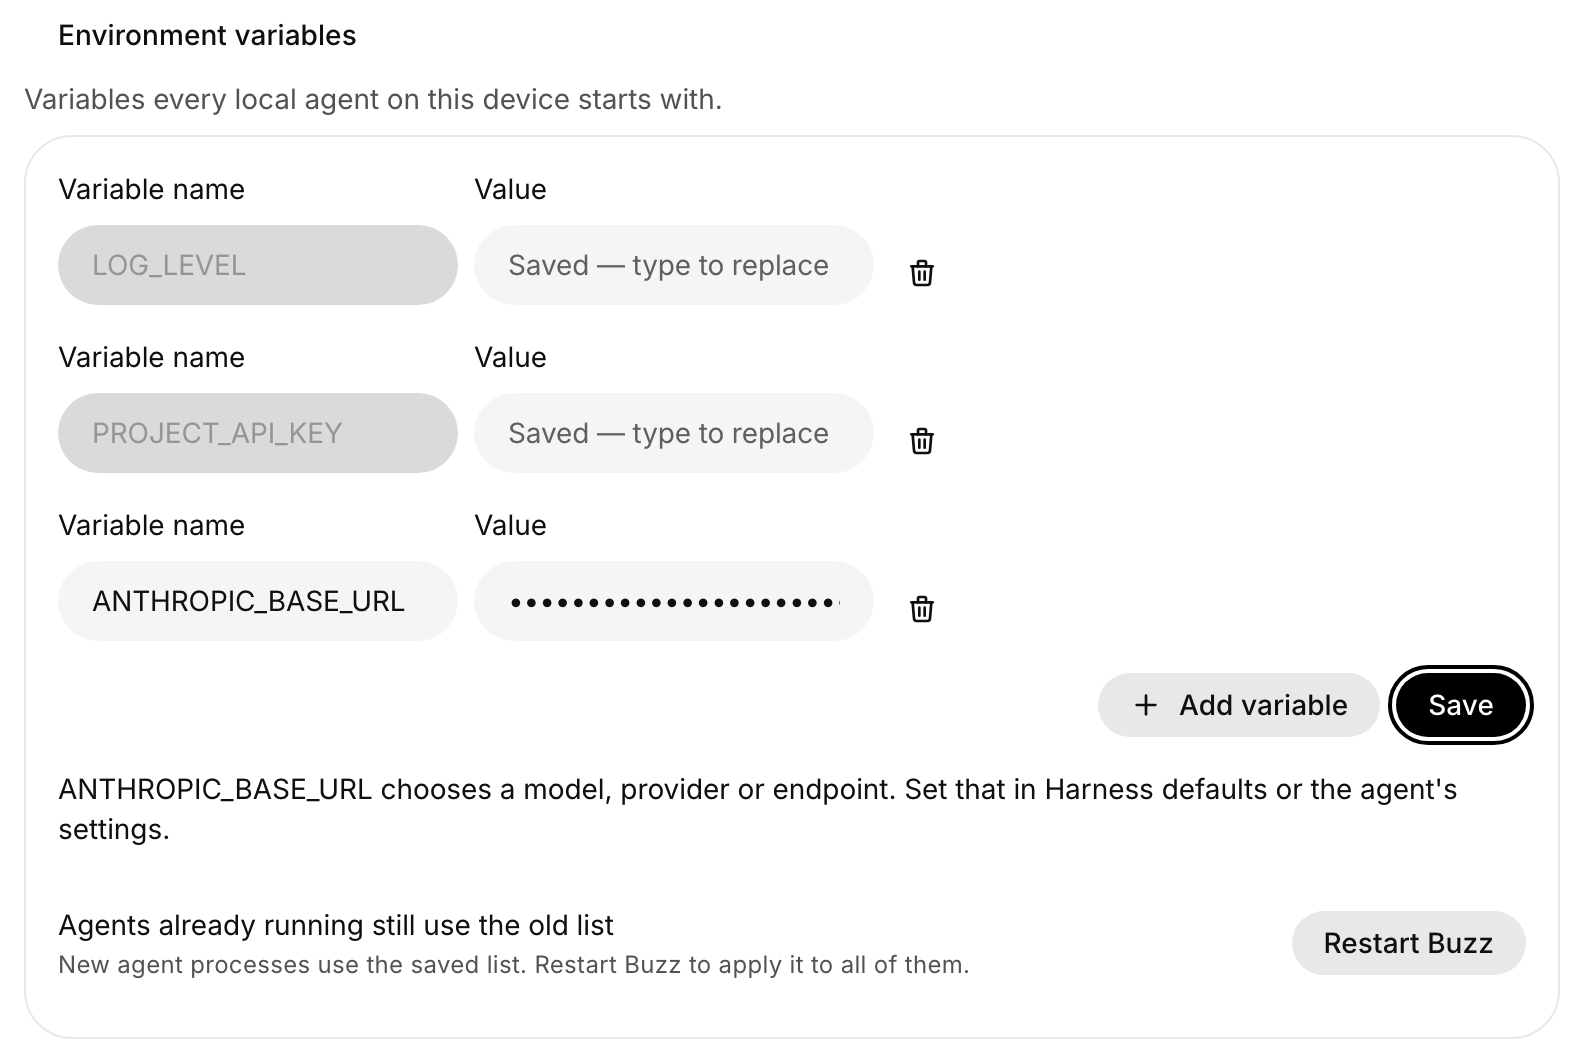 Environment variables
Variables every local agent on this device starts with.
Variable name Value
LOG_LEVEL Saved — type to replace
Variable name Value
PROJECT_API_KEY Saved — type to replace
Variable name Value
ANTHROPIC_BASE_URL
Add variable Save
ANTHROPIC_BASE_URL chooses a model, provider or endpoint. Set that in Harness defaults or the agent's
settings.
Agents already running still use the old list
New agent processes use the saved list. Restart Buzz to apply it to all of them.
Restart Buzz